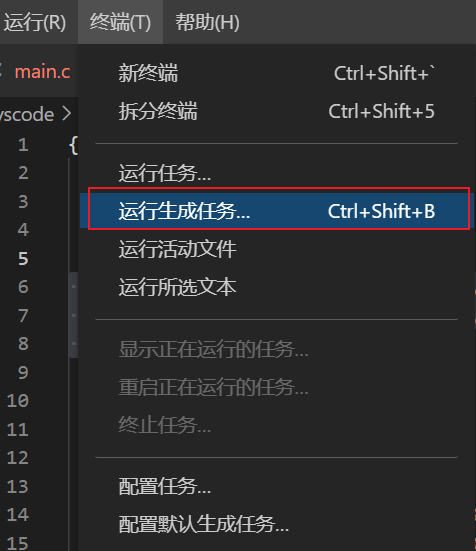 运行(R) 终端(T) 帮助(H)
main.c
新终端 Ctrl+Shift+`
拆分终端 Ctrl+Shift+5
vscode >
1 {
2
运行任务...
3
运行生成任务... Ctrl+Shift+B
4
运行活动文件
5
运行所选文本
6
7
8
显示正在运行的任务...
9
重启正在运行的任务...
10
终止任务...
11
12
13
配置任务...
14
配置默认生成任务...
15